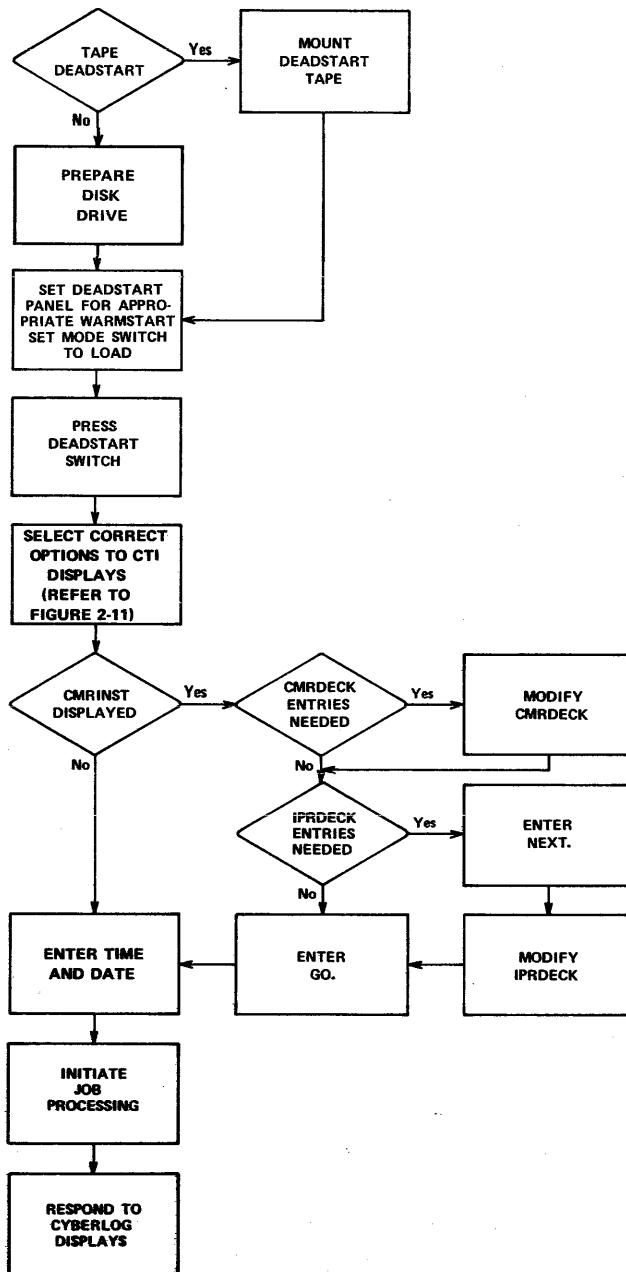 TAPE
DEADSTART
Yes
MOUNT
DEADSTART
TAPE
No
PREPARE
DISK
DRIVE
SET DEADSTART
PANEL FOR APPRO-
PRIATE WARMSTART
SET MODE SWITCH
TO LOAD
PRESS
DEADSTART
SWITCH
SELECT CORRECT
OPTIONS TO CTI
DISPLAYS
(REFER TO
FIGURE 2-11)
CMRINST
DISPLAYED
Yes
CMRDECK
ENTRIES
NEEDED
Yes
MODIFY
CMRDECK
No
No
IPRDECK
ENTRIES
NEEDED
Yes
ENTER
NEXT.
No
ENTER TIME
AND DATE
ENTER
GO.
MODIFY
IPRDECK
INITIATE
JOB
PROCESSING
RESPOND TO
CYBERLOG
DISPLAYS